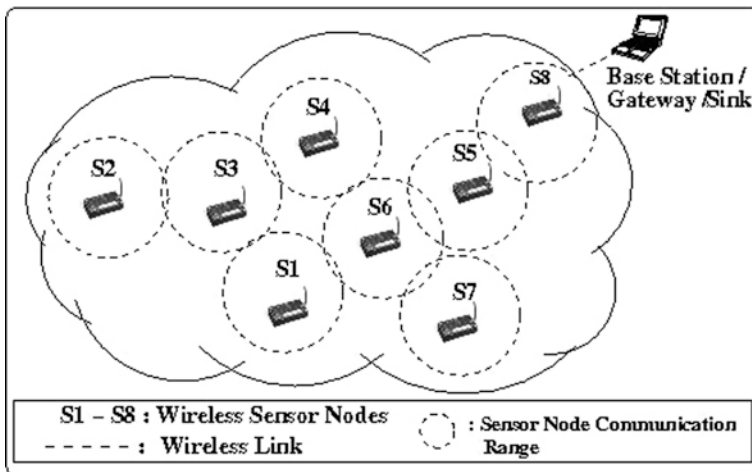 S8
Base Station /
Gateway /Sink
S4
S5
S2
S3
S6
S1
S7
S1 – S8 : Wireless Sensor Nodes
- - - - - - : Wireless Link
: Sensor Node Communication
Range